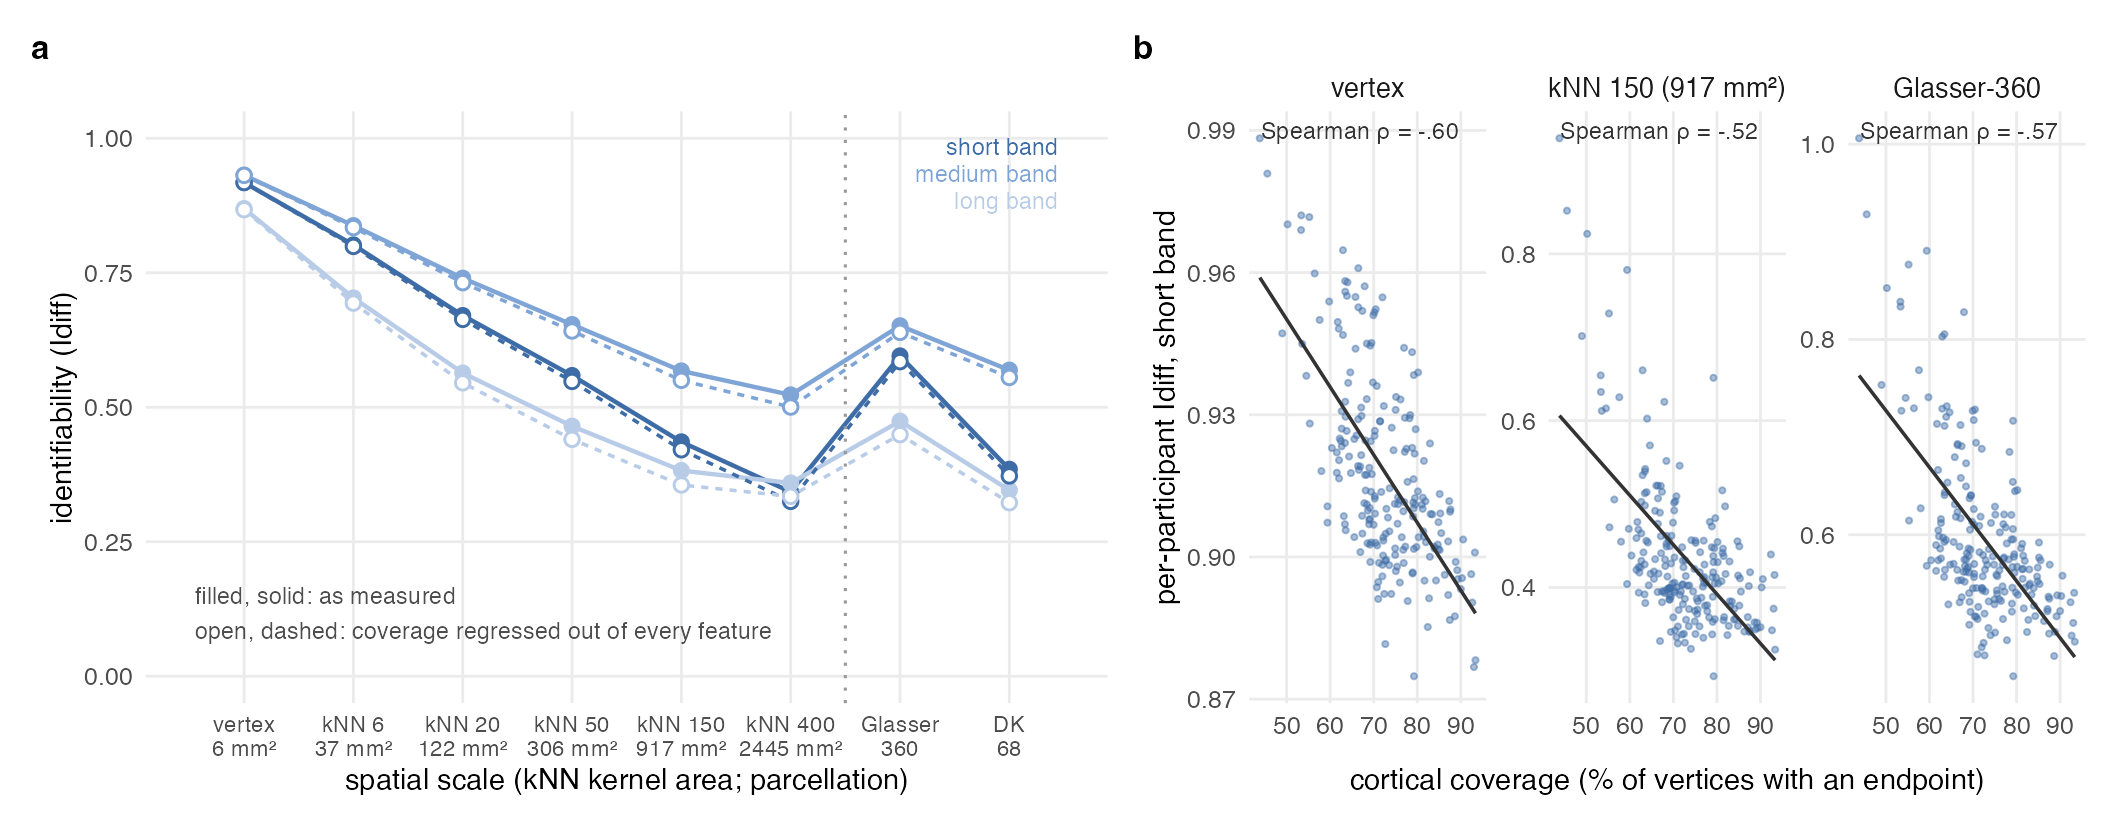 a
1.00
0.75
0.50
0.25
0.00
identifiability (Idiff)
short band
medium band
long band
filled, solid: as measured
open, dashed: coverage regressed out of every feature
vertex
6 mm²
kNN 6
37 mm²
kNN 20
122 mm²
kNN 50
306 mm²
kNN 150
917 mm²
kNN 400
2445 mm²
Glasser
360
DK
68
spatial scale (kNN kernel area; parcellation)
b
per-participant Idiff, short band
vertex
Spearman ρ = -.60
0.99
0.96
0.93
0.90
0.87
50 60 70 80 90
kNN 150 (917 mm²)
Spearman ρ = -.52
0.8
0.6
0.4
50 60 70 80 90
Glasser-360
Spearman ρ = -.57
1.0
0.8
0.6
50 60 70 80 90
cortical coverage (% of vertices with an endpoint)